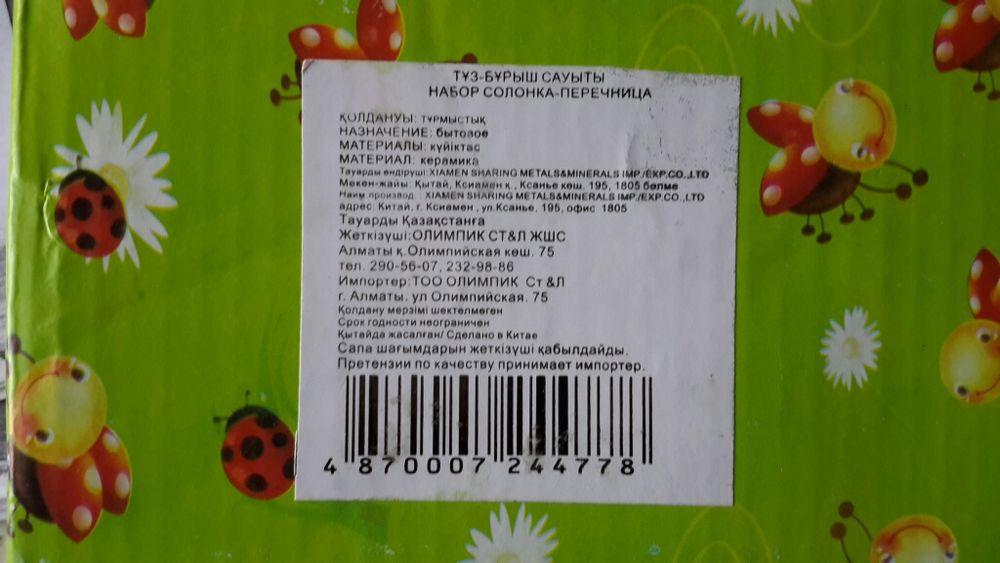 ТҰЗ-БҰРЫШ САУЫТЫ
НАБОР СОЛОНКА-ПЕРЕЧНИЦА
ҚОЛДАНУЫ: тұрмыстық
НАЗНАЧЕНИЕ: бытовое
МАТЕРИАЛЫ: күйіктас
МАТЕРИАЛ: керамика
Тауарды өндіруші:XIAMEN SHARING METALS&MINERALS IMP./EXP.CO.,LTD
Мекен-жайы: Қытай, Ксиамен қ., Ксанье көш. 195, 1805 бөлме
Наим производ. : XIAMEN SHARING METALS&MINERALS IMP./EXP.CO.,LTD
адрес: Китай, г. Ксиамен , ул.Ксанье, 195, офис 1805
Тауарды Қазақстанға
Жеткізуші:ОЛИМПИК СТ&Л ЖШС
Алматы қ.Олимпийская көш. 75
тел. 290-56-07, 232-98-86
Импортер:ТОО ОЛИМПИК Ст &Л
г. Алматы. ул Олимпийская. 75
Қолдану мерзімі шектелмеген
Срок годности неограничен
Қытайда жасалған/ Сделано в Китае
Сапа шағымдарын жеткізуші қабылдайды.
Претензии по качеству принимает импортер.
4 870007 244778